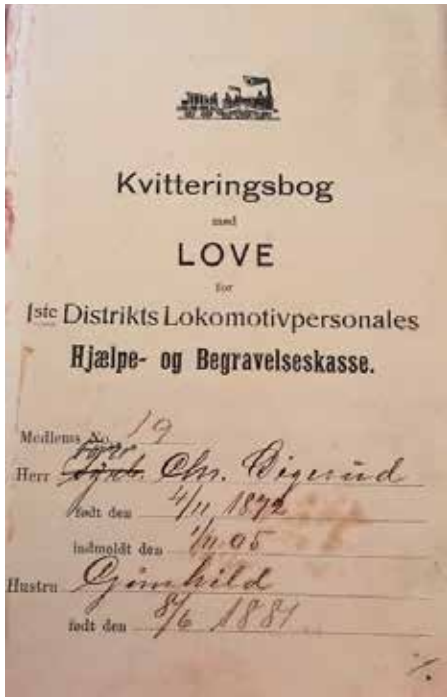 Kvitteringsbog
med
LOVE
for
1ste Distrikts Lokomotivpersonales
Hjælpe- og Begravelseskasse.
Medlems No. 19
Herr Chr. Digerud
født den 4/11 1872
indmeldt den 1/11 05
Hustru Gunhild
født den 8/6 1881